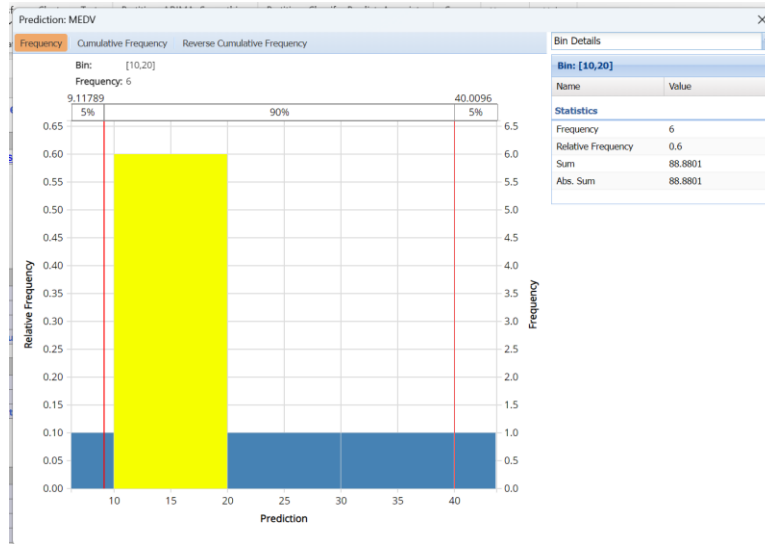 Prediction: MEDV
Frequency Cumulative Frequency Reverse Cumulative Frequency
Bin: [10,20]
Frequency: 6
9.11789 40.0096
5% 90% 5%
0.65 6.5
0.60 6.0
0.55 5.5
0.50 5.0
0.45 4.5
0.40 4.0
0.35 3.5
0.30 3.0
0.25 2.5
0.20 2.0
0.15 1.5
0.10 1.0
0.05 0.5
0.00 0.0
Relative Frequency
Frequency
10 15 20 25 30 35 40
Prediction
Bin Details
Bin: [10,20]
Name Value
Statistics
Frequency 6
Relative Frequency 0.6
Sum 88.8801
Abs. Sum 88.8801